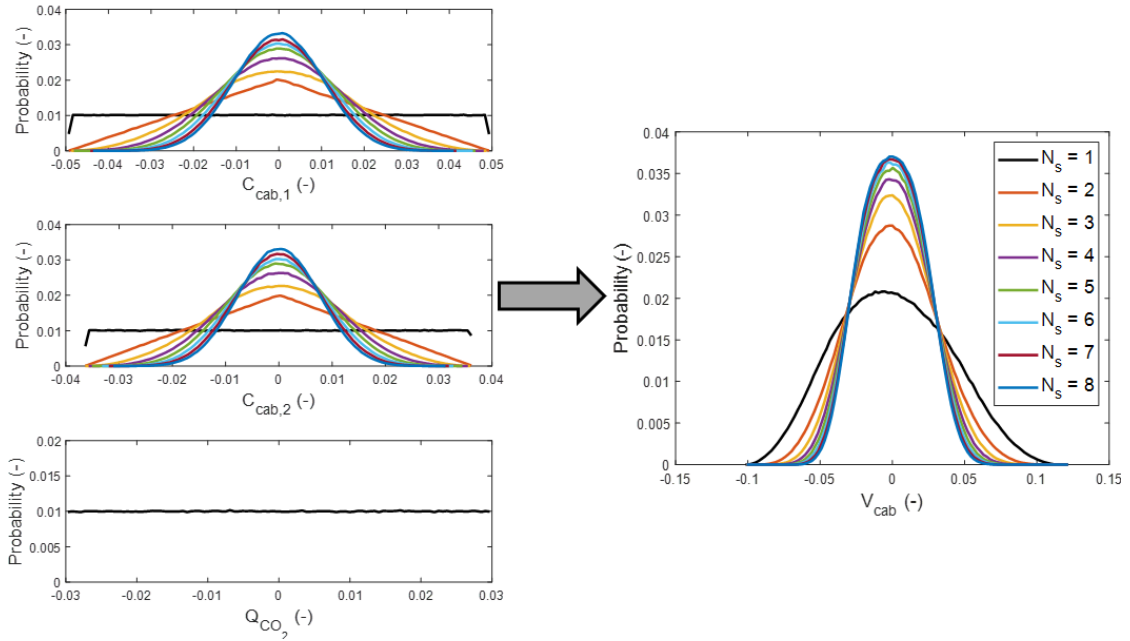 0.04
0.03
0.02
0.01
0
Probability (-)
-0.05 -0.04 -0.03 -0.02 -0.01 0 0.01 0.02 0.03 0.04 0.05
C_cab,1 (-)
0.04
0.03
0.02
0.01
0
Probability (-)
-0.04 -0.03 -0.02 -0.01 0 0.01 0.02 0.03 0.04
C_cab,2 (-)
0.02
0.015
0.01
0.005
0
Probability (-)
-0.03 -0.02 -0.01 0 0.01 0.02 0.03
Q_CO_2 (-)
0.04
0.035
0.03
0.025
0.02
0.015
0.01
0.005
0
Probability (-)
-0.15 -0.1 -0.05 0 0.05 0.1 0.15
V_cab (-)
N_s = 1
N_s = 2
N_s = 3
N_s = 4
N_s = 5
N_s = 6
N_s = 7
N_s = 8